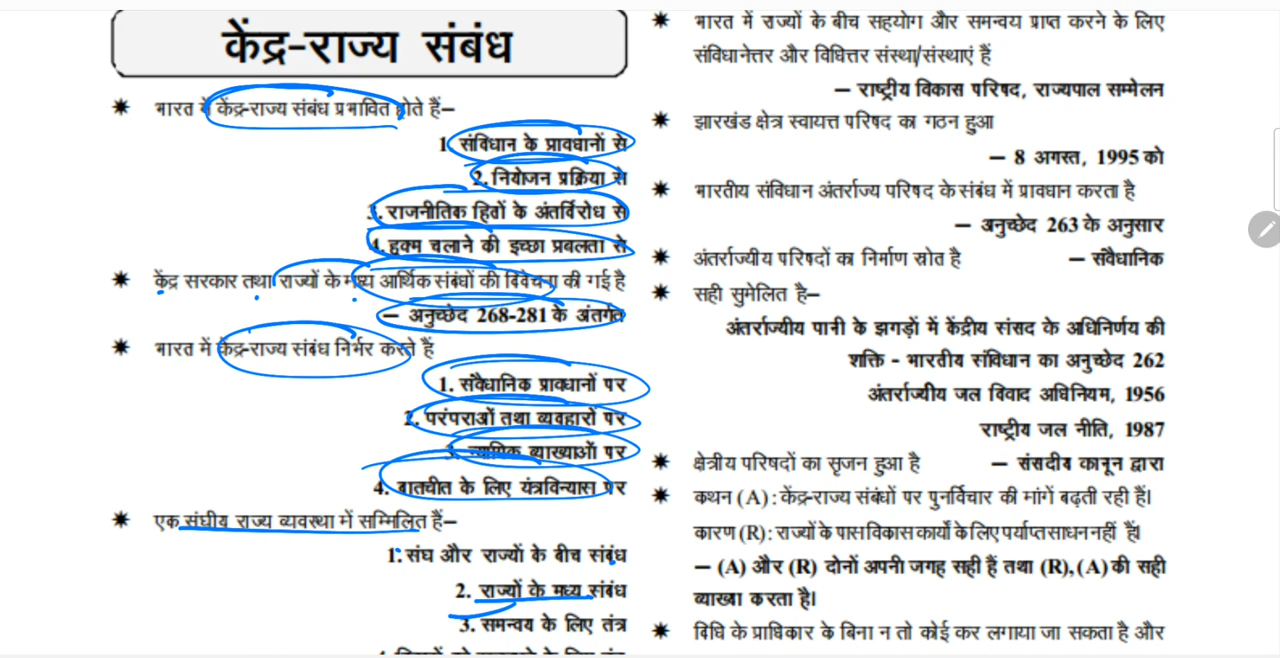 केंद्र-राज्य संबंध
✷ भारत में केंद्र-राज्य संबंध प्रभावित होते हैं–
1. संविधान के प्रावधानों से
2. नियोजन प्रक्रिया से
3. राजनीतिक हितों के अंतर्विरोध से
4. हुक्म चलाने की इच्छा प्रबलता से
✷ केंद्र सरकार तथा राज्यों के मध्य आर्थिक संबंधों की विवेचना की गई है
– अनुच्छेद 268-281 के अंतर्गत
✷ भारत में केंद्र-राज्य संबंध निर्भर करते हैं
1. संवैधानिक प्रावधानों पर
2. परंपराओं तथा व्यवहारों पर
3. न्यायिक व्याख्याओं पर
4. बातचीत के लिए यंत्रविन्यास पर
✷ एक संघीय राज्य व्यवस्था में सम्मिलित हैं–
1. संघ और राज्यों के बीच संबंध
2. राज्यों के मध्य संबंध
3. समन्वय के लिए तंत्र
✷ भारत में राज्यों के बीच सहयोग और समन्वय प्राप्त करने के लिए
संविधानेत्तर और विधित्तर संस्था/संस्थाएं हैं
– राष्ट्रीय विकास परिषद, राज्यपाल सम्मेलन
✷ झारखंड क्षेत्र स्वायत्त परिषद का गठन हुआ
– 8 अगस्त, 1995 को
✷ भारतीय संविधान अंतर्राज्य परिषद के संबंध में प्रावधान करता है
– अनुच्छेद 263 के अनुसार
✷ अंतर्राज्यीय परिषदों का निर्माण स्रोत है – संवैधानिक
✷ सही सुमेलित है–
अंतर्राज्यीय पानी के झगड़ों में केंद्रीय संसद के अधिनिर्णय की
शक्ति - भारतीय संविधान का अनुच्छेद 262
अंतर्राज्यीय जल विवाद अधिनियम, 1956
राष्ट्रीय जल नीति, 1987
✷ क्षेत्रीय परिषदों का सृजन हुआ है – संसदीय कानून द्वारा
✷ कथन (A) : केंद्र-राज्य संबंधों पर पुनर्विचार की मांगें बढ़ती रही हैं।
कारण (R) : राज्यों के पास विकास कार्यों के लिए पर्याप्त साधन नहीं हैं।
– (A) और (R) दोनों अपनी जगह सही हैं तथा (R), (A) की सही
व्याख्या करता है।
✷ विधि के प्राधिकार के बिना न तो कोई कर लगाया जा सकता है और